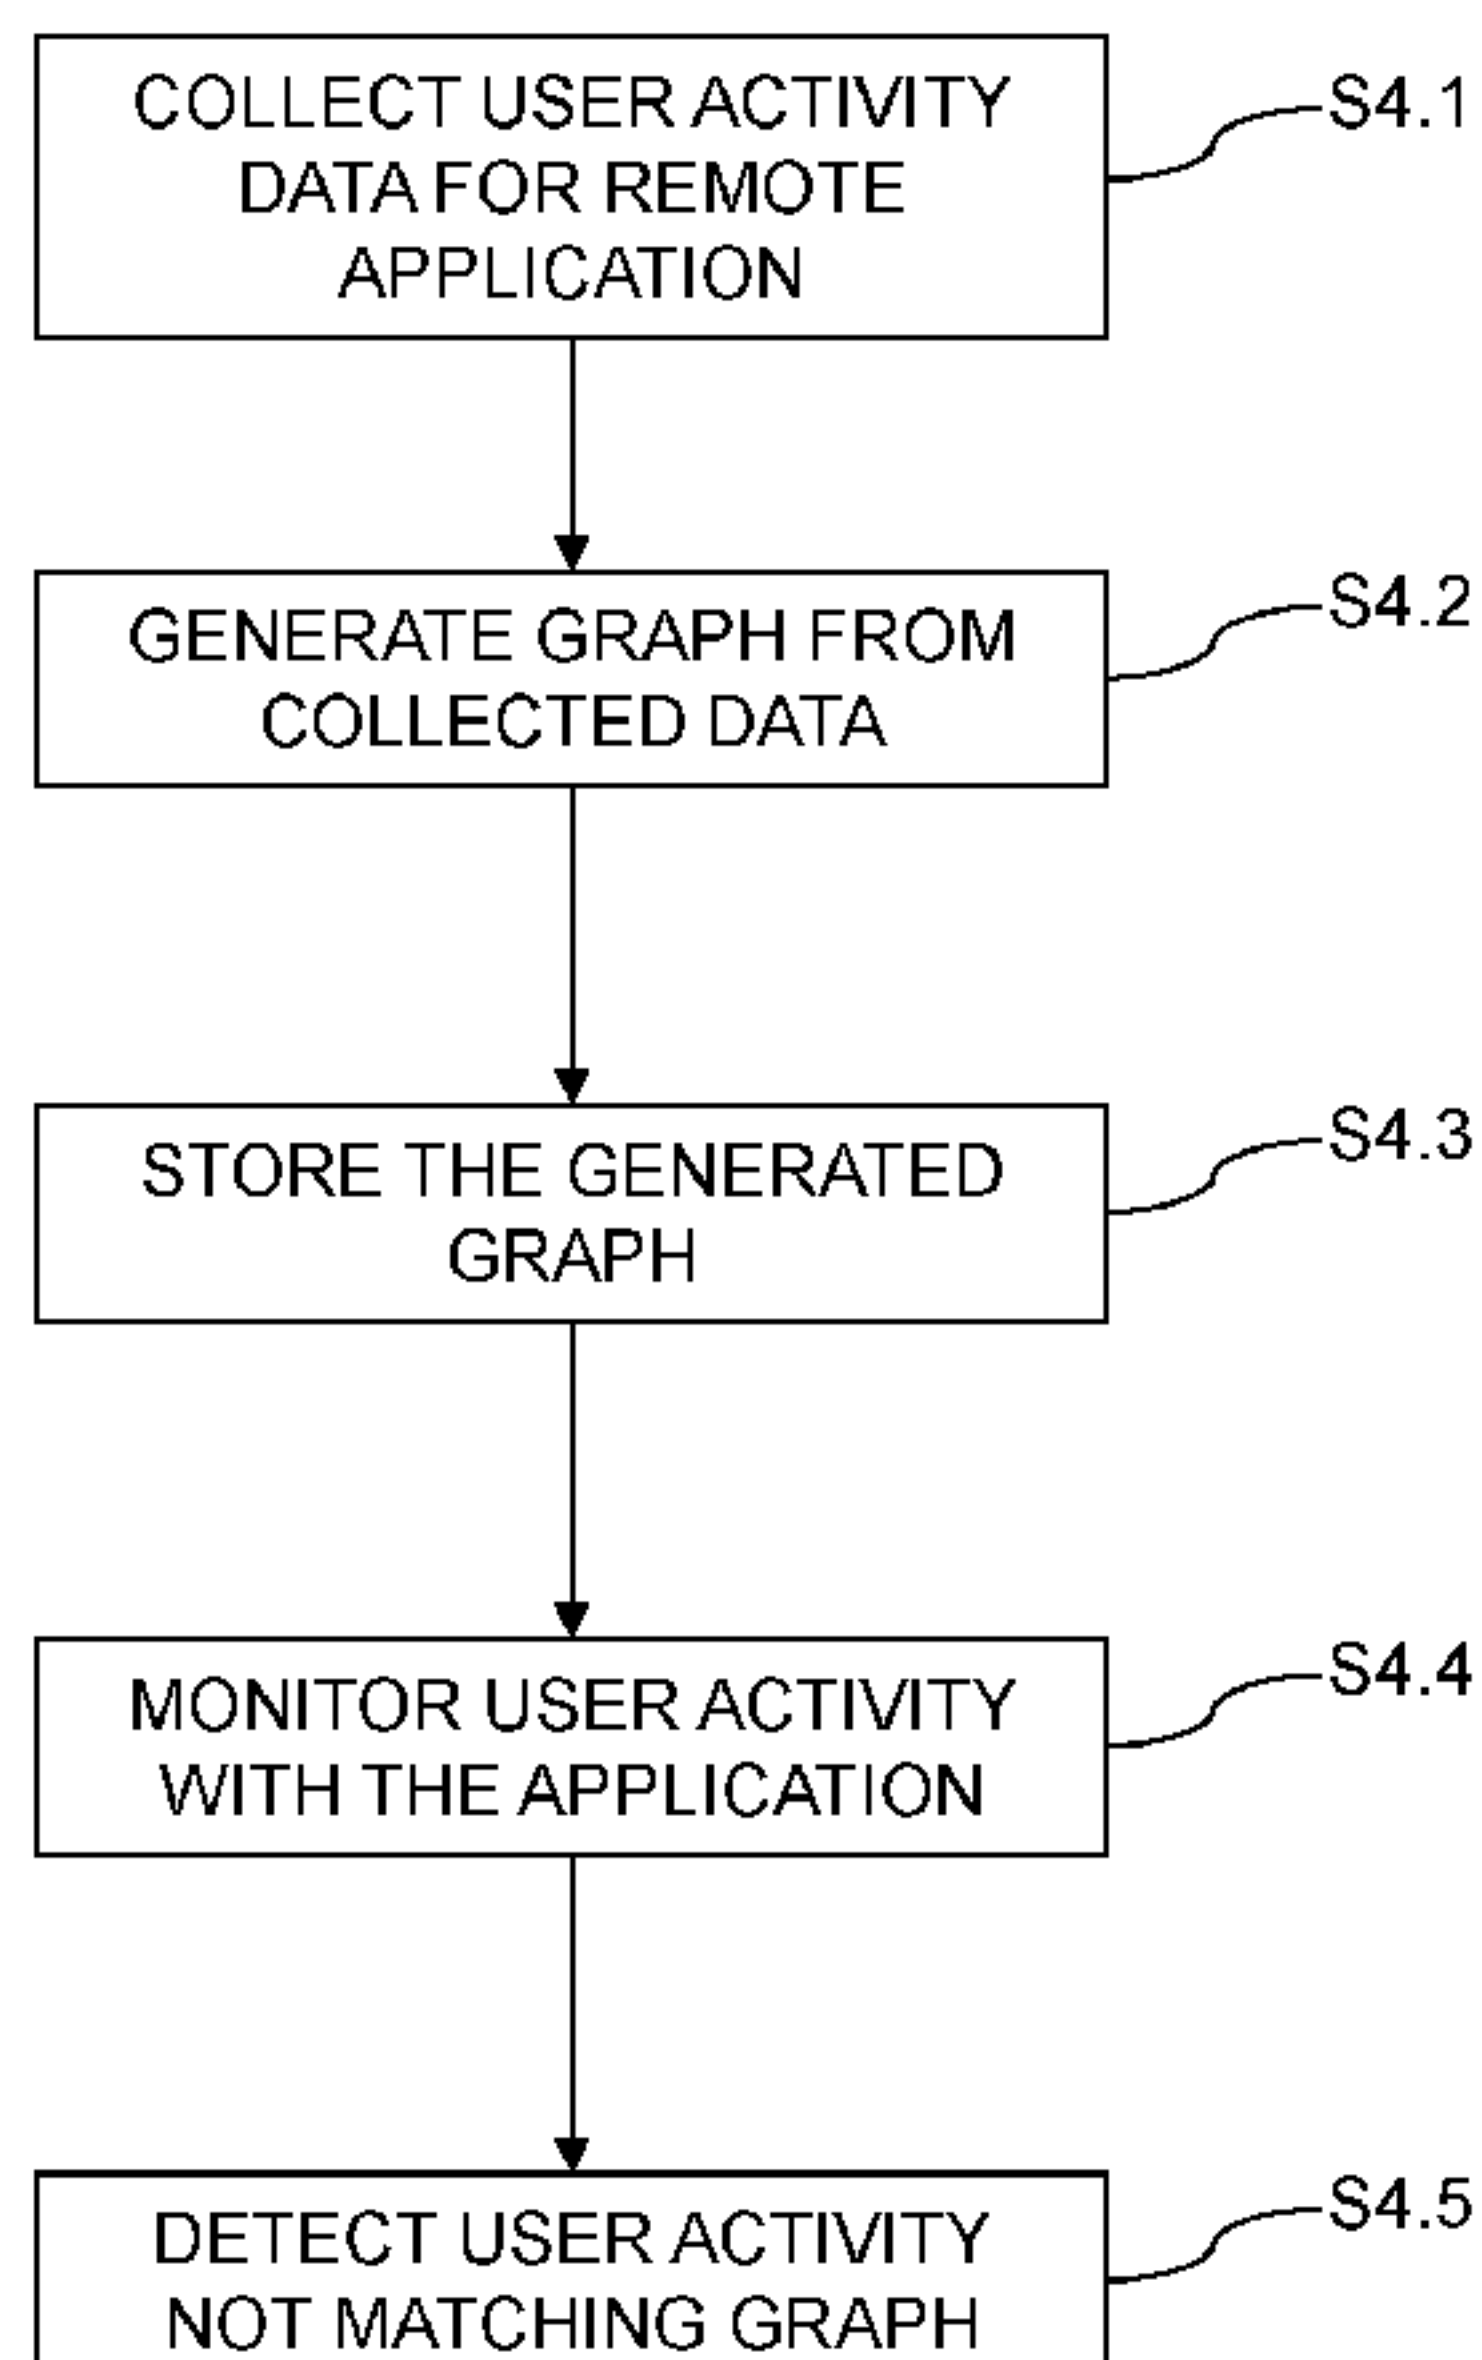 COLLECT USER ACTIVITY
DATA FOR REMOTE
APPLICATION
S4.1
GENERATE GRAPH FROM
COLLECTED DATA
S4.2
STORE THE GENERATED
GRAPH
S4.3
MONITOR USER ACTIVITY
WITH THE APPLICATION
S4.4
DETECT USER ACTIVITY
NOT MATCHING GRAPH
S4.5